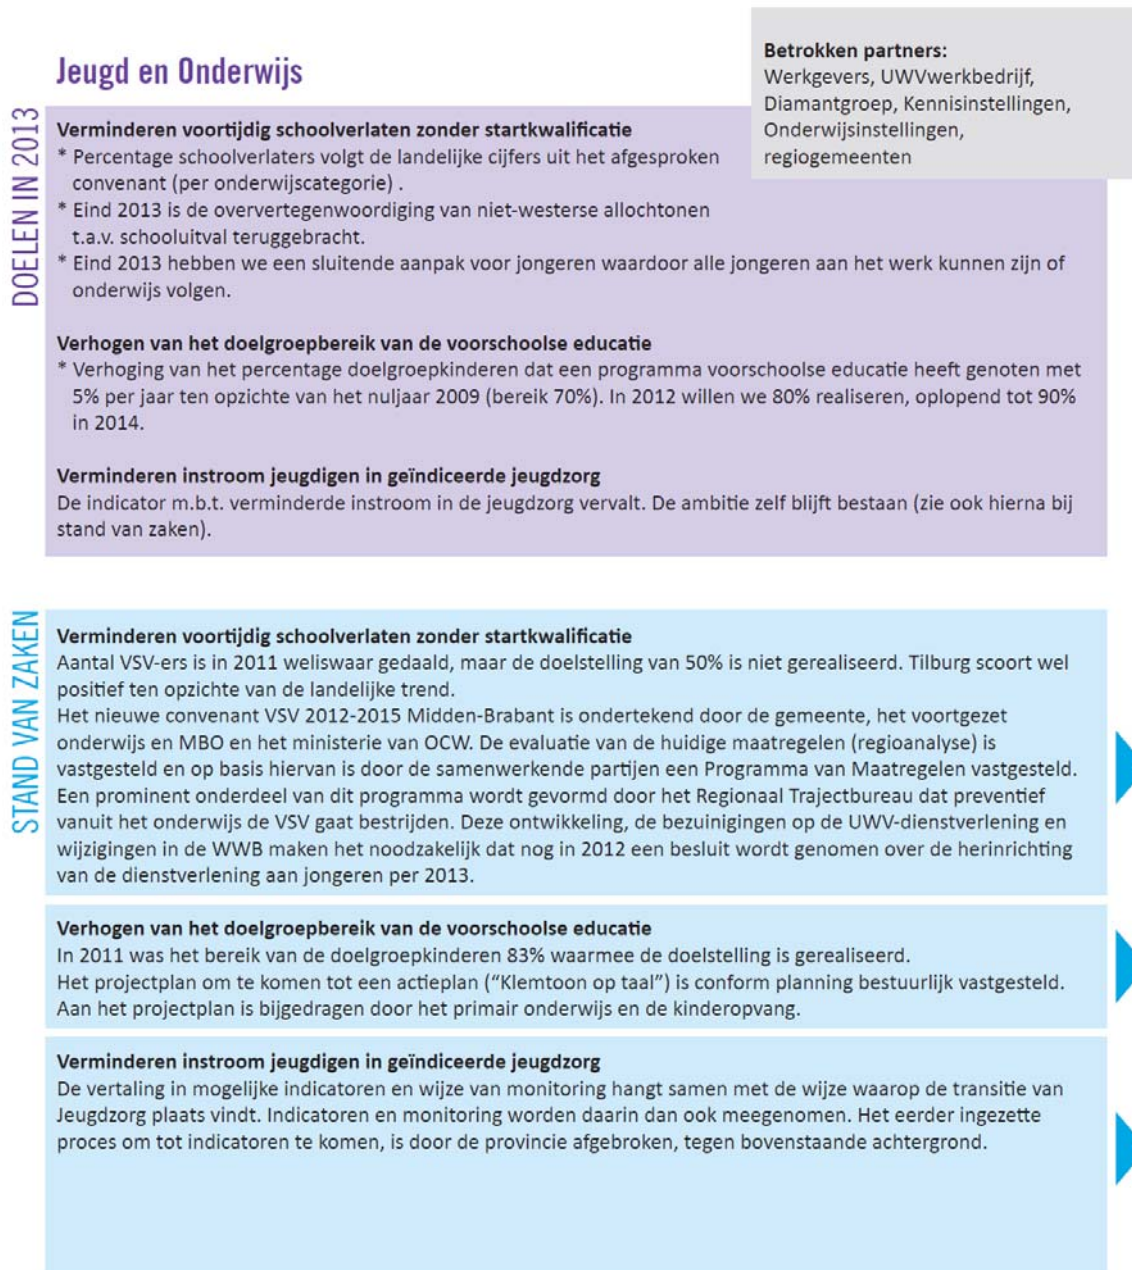 Jeugd en Onderwijs
Betrokken partners:
Werkgevers, UWVwerkbedrijf,
Diamantgroep, Kennisinstellingen,
Onderwijsinstellingen,
regiogemeenten
DOELEN IN 2013
Verminderen voortijdig schoolverlaten zonder startkwalificatie
* Percentage schoolverlaters volgt de landelijke cijfers uit het afgesproken
convenant (per onderwijscategorie) .
* Eind 2013 is de oververtegenwoordiging van niet-westerse allochtonen
t.a.v. schooluitval teruggebracht.
* Eind 2013 hebben we een sluitende aanpak voor jongeren waardoor alle jongeren aan het werk kunnen zijn of
onderwijs volgen.
Verhogen van het doelgroepbereik van de voorschoolse educatie
* Verhoging van het percentage doelgroepkinderen dat een programma voorschoolse educatie heeft genoten met
5% per jaar ten opzichte van het nuljaar 2009 (bereik 70%). In 2012 willen we 80% realiseren, oplopend tot 90%
in 2014.
Verminderen instroom jeugdigen in geïndiceerde jeugdzorg
De indicator m.b.t. verminderde instroom in de jeugdzorg vervalt. De ambitie zelf blijft bestaan (zie ook hierna bij
stand van zaken).
STAND VAN ZAKEN
Verminderen voortijdig schoolverlaten zonder startkwalificatie
Aantal VSV-ers is in 2011 weliswaar gedaald, maar de doelstelling van 50% is niet gerealiseerd. Tilburg scoort wel
positief ten opzichte van de landelijke trend.
Het nieuwe convenant VSV 2012-2015 Midden-Brabant is ondertekend door de gemeente, het voortgezet
onderwijs en MBO en het ministerie van OCW. De evaluatie van de huidige maatregelen (regioanalyse) is
vastgesteld en op basis hiervan is door de samenwerkende partijen een Programma van Maatregelen vastgesteld.
Een prominent onderdeel van dit programma wordt gevormd door het Regionaal Trajectbureau dat preventief
vanuit het onderwijs de VSV gaat bestrijden. Deze ontwikkeling, de bezuinigingen op de UWV-dienstverlening en
wijzigingen in de WWB maken het noodzakelijk dat nog in 2012 een besluit wordt genomen over de herinrichting
van de dienstverlening aan jongeren per 2013.
Verhogen van het doelgroepbereik van de voorschoolse educatie
In 2011 was het bereik van de doelgroepkinderen 83% waarmee de doelstelling is gerealiseerd.
Het projectplan om te komen tot een actieplan (“Klemtoon op taal”) is conform planning bestuurlijk vastgesteld.
Aan het projectplan is bijgedragen door het primair onderwijs en de kinderopvang.
Verminderen instroom jeugdigen in geïndiceerde jeugdzorg
De vertaling in mogelijke indicatoren en wijze van monitoring hangt samen met de wijze waarop de transitie van
Jeugdzorg plaats vindt. Indicatoren en monitoring worden daarin dan ook meegenomen. Het eerder ingezette
proces om tot indicatoren te komen, is door de provincie afgebroken, tegen bovenstaande achtergrond.